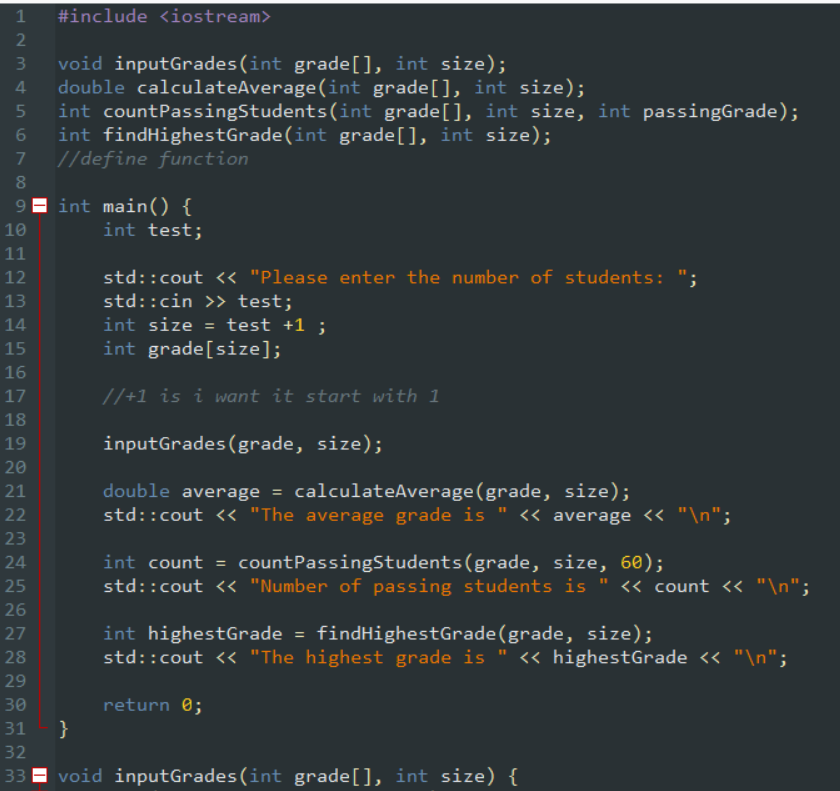 1 #include <iostream>
2
3 void inputGrades(int grade[], int size);
4 double calculateAverage(int grade[], int size);
5 int countPassingStudents(int grade[], int size, int passingGrade);
6 int findHighestGrade(int grade[], int size);
7 //define function
8
9 int main() {
10 int test;
11
12 std::cout << "Please enter the number of students: ";
13 std::cin >> test;
14 int size = test +1 ;
15 int grade[size];
16
17 //+1 is i want it start with 1
18
19 inputGrades(grade, size);
20
21 double average = calculateAverage(grade, size);
22 std::cout << "The average grade is " << average << "\n";
23
24 int count = countPassingStudents(grade, size, 60);
25 std::cout << "Number of passing students is " << count << "\n";
26
27 int highestGrade = findHighestGrade(grade, size);
28 std::cout << "The highest grade is " << highestGrade << "\n";
29
30 return 0;
31 }
32
33 void inputGrades(int grade[], int size) {